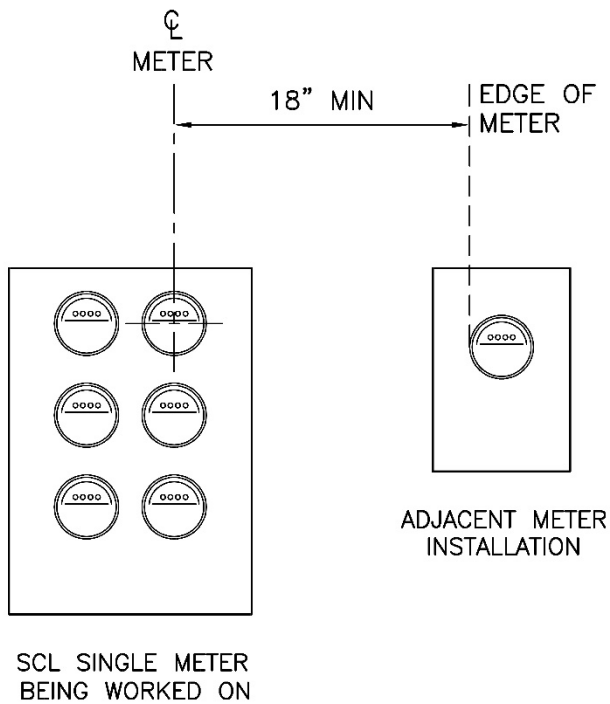 ℄
METER
18" MIN
EDGE OF
METER
ADJACENT METER
INSTALLATION
SCL SINGLE METER
BEING WORKED ON